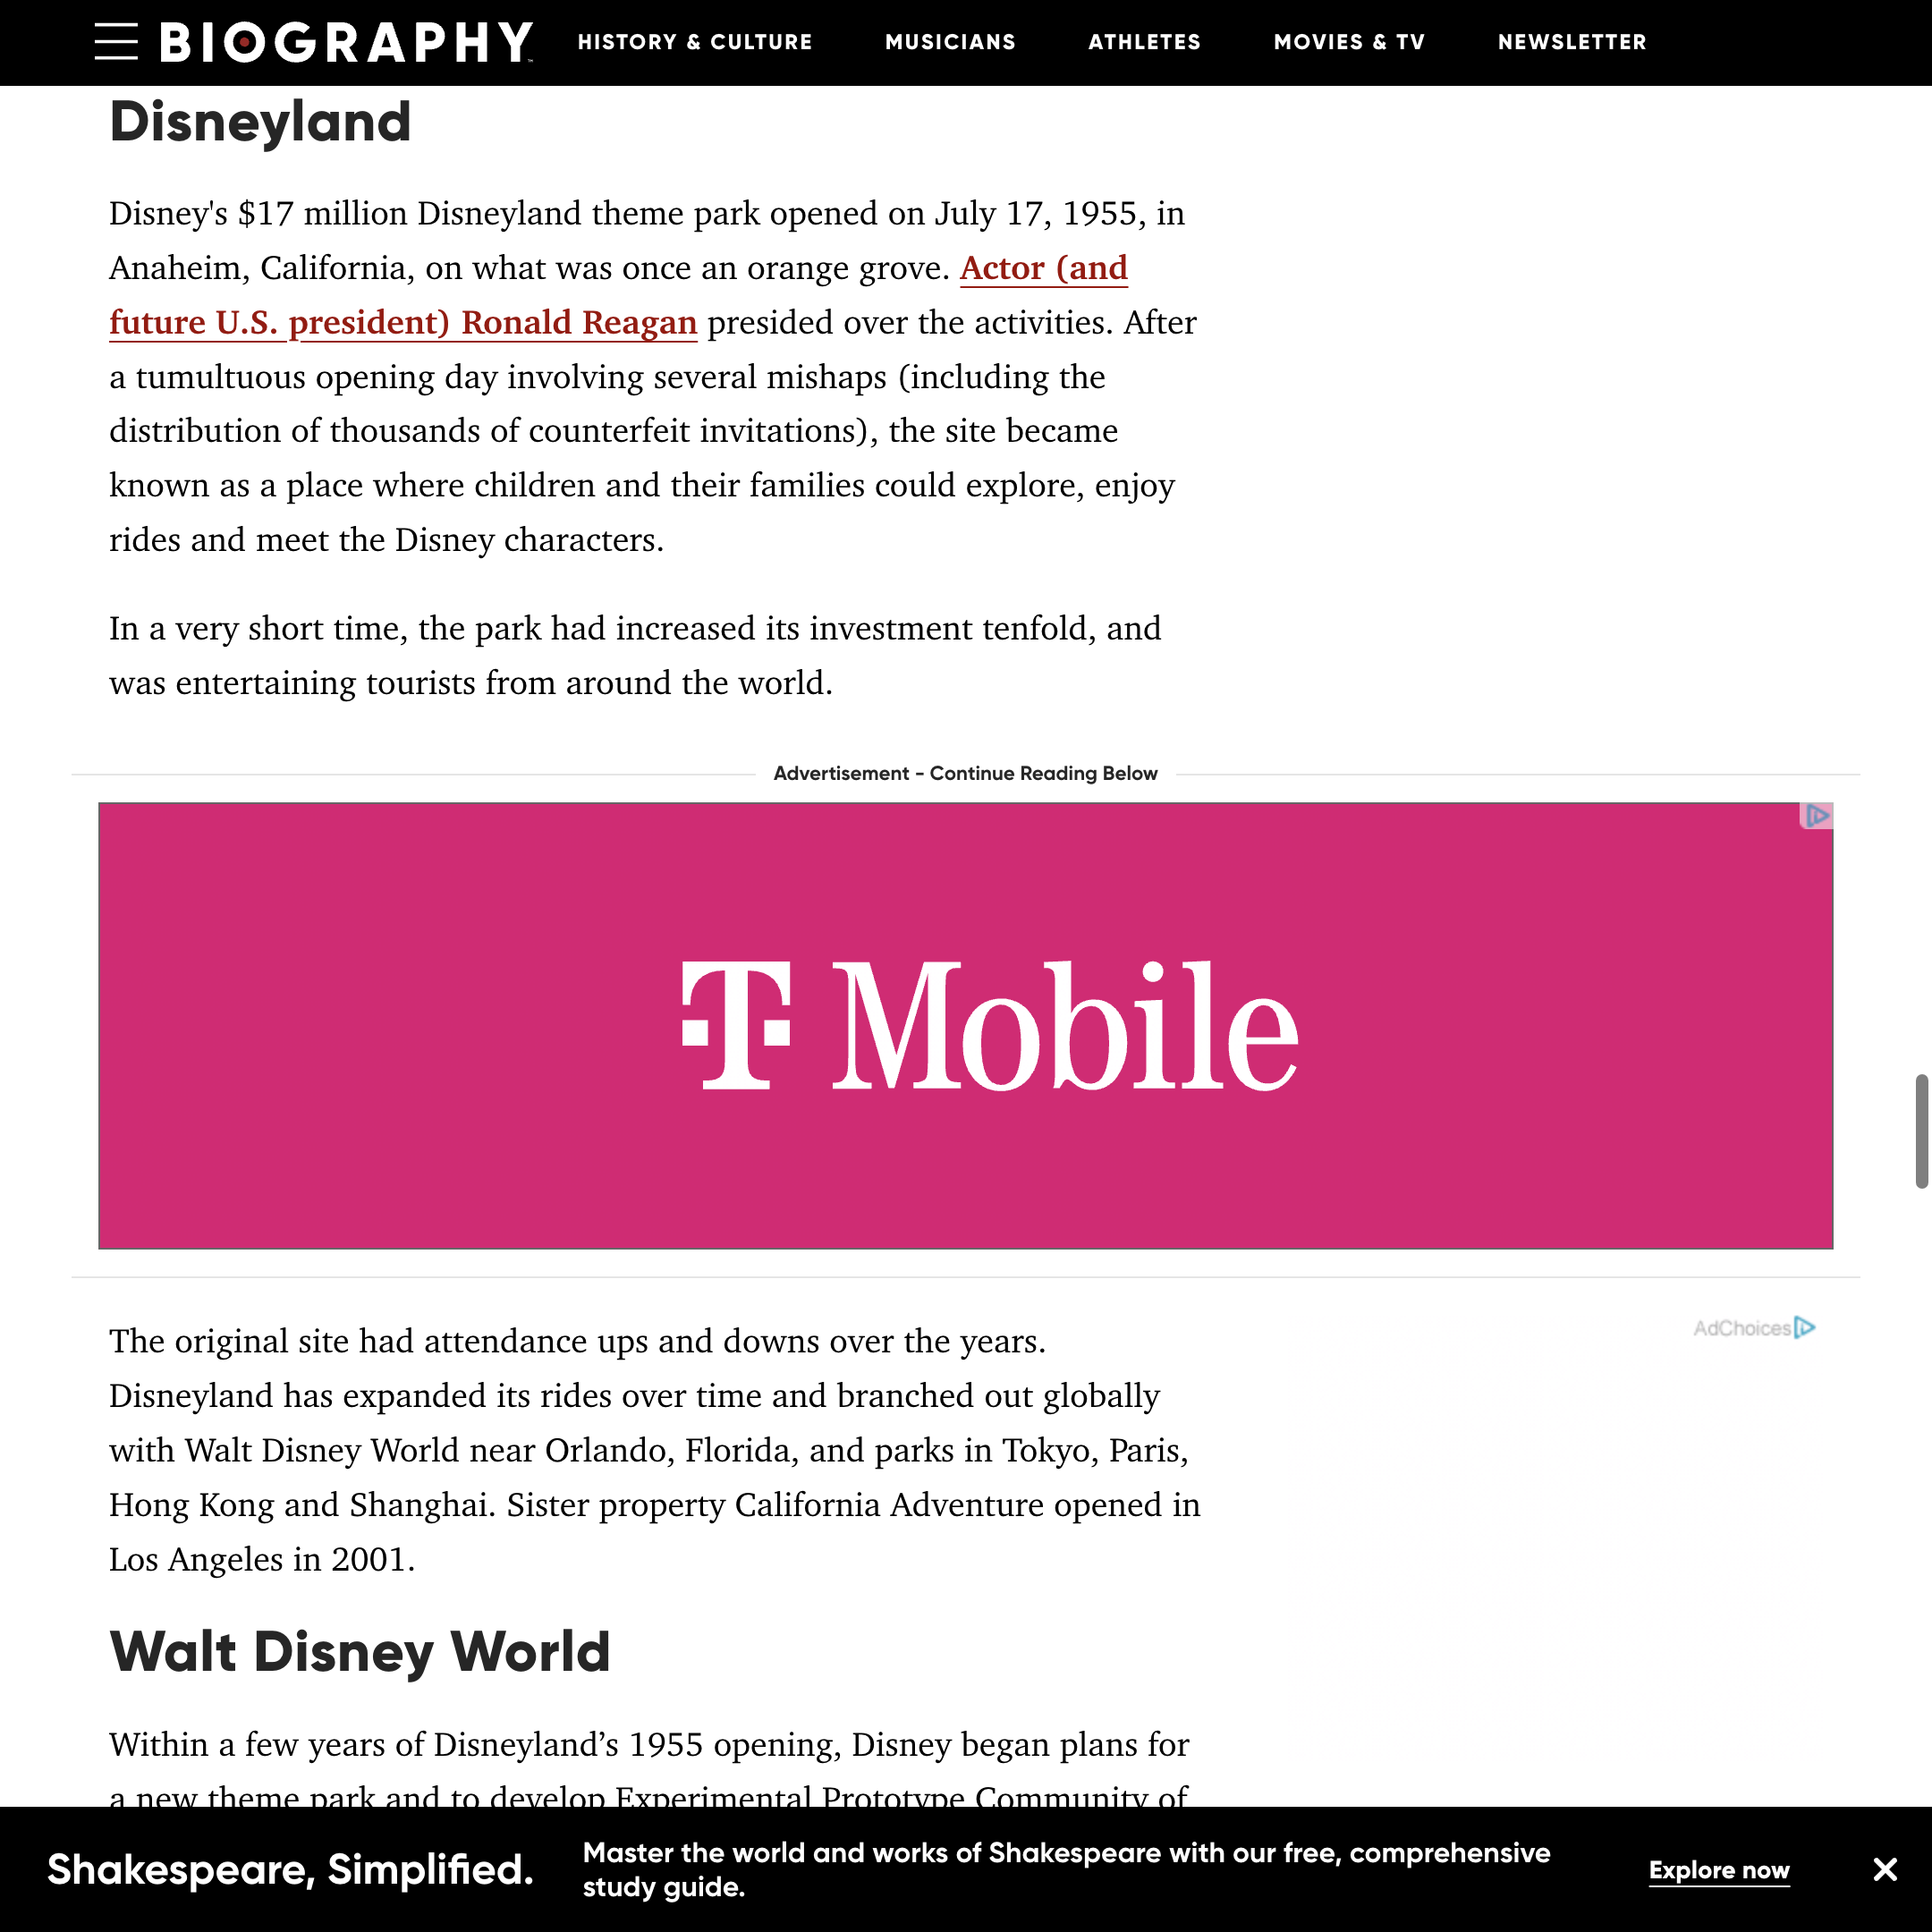 BIOGRAPHY
HISTORY & CULTURE
MUSICIANS
ATHLETES
MOVIES & TV
NEWSLETTER
Disneyland
Disney's $17 million Disneyland theme park opened on July 17, 1955, in
Anaheim, California, on what was once an orange grove. Actor (and
future U.S. president) Ronald Reagan presided over the activities. After
a tumultuous opening day involving several mishaps (including the
distribution of thousands of counterfeit invitations), the site became
known as a place where children and their families could explore, enjoy
rides and meet the Disney characters.
In a very short time, the park had increased its investment tenfold, and
was entertaining tourists from around the world.
Advertisement - Continue Reading Below
T Mobile
AdChoices
The original site had attendance ups and downs over the years.
Disneyland has expanded its rides over time and branched out globally
with Walt Disney World near Orlando, Florida, and parks in Tokyo, Paris,
Hong Kong and Shanghai. Sister property California Adventure opened in
Los Angeles in 2001.
Walt Disney World
Within a few years of Disneyland’s 1955 opening, Disney began plans for
a new theme park and to develop Experimental Prototype Community of
Shakespeare, Simplified.
Master the world and works of Shakespeare with our free, comprehensive
study guide.
Explore now